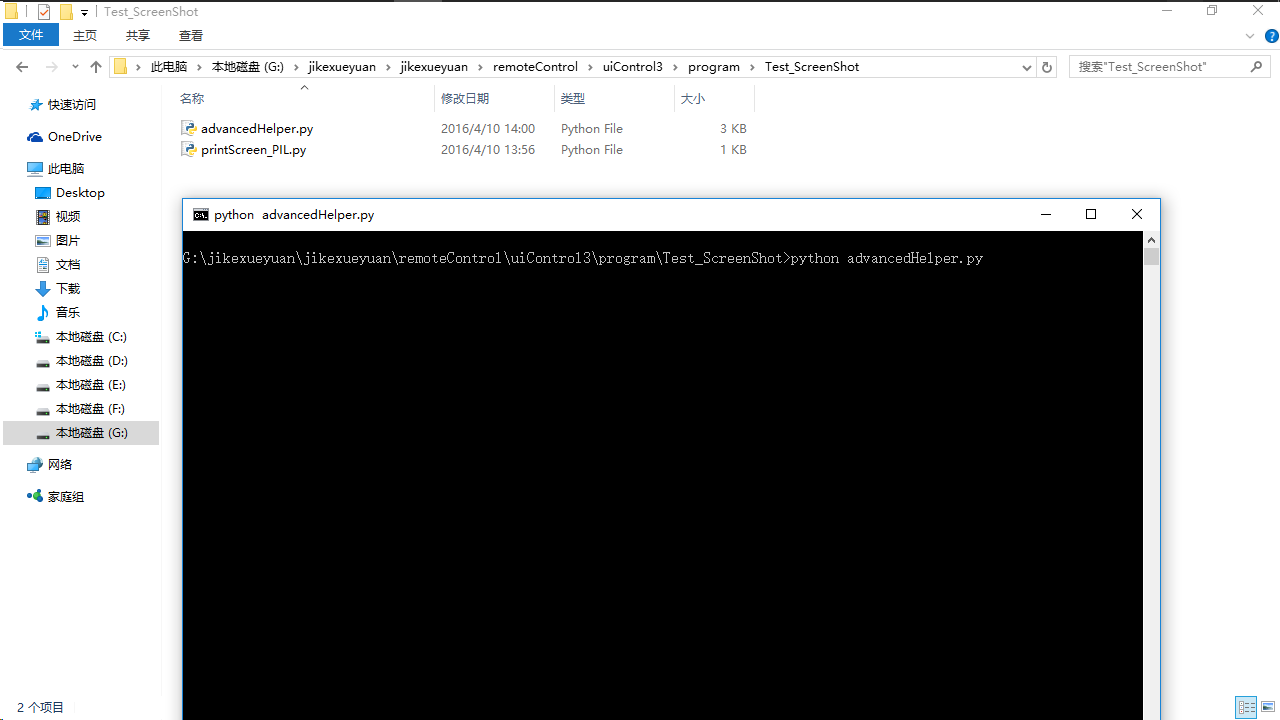 Test_ScreenShot
文件 主页 共享 查看
此电脑 本地磁盘 (G:) jikexueyuan jikexueyuan remoteControl uiControl3 program Test_ScreenShot 搜索"Test_ScreenShot"
名称 修改日期 类型 大小
advancedHelper.py 2016/4/10 14:00 Python File 3 KB
printScreen_PIL.py 2016/4/10 13:56 Python File 1 KB
快速访问
OneDrive
此电脑
Desktop
视频
图片
文档
下载
音乐
本地磁盘 (C:)
本地磁盘 (D:)
本地磁盘 (E:)
本地磁盘 (F:)
本地磁盘 (G:)
网络
家庭组
python advancedHelper.py
G:\jikexueyuan\jikexueyuan\remoteControl\uiControl3\program\Test_ScreenShot>python advancedHelper.py
2 个项目